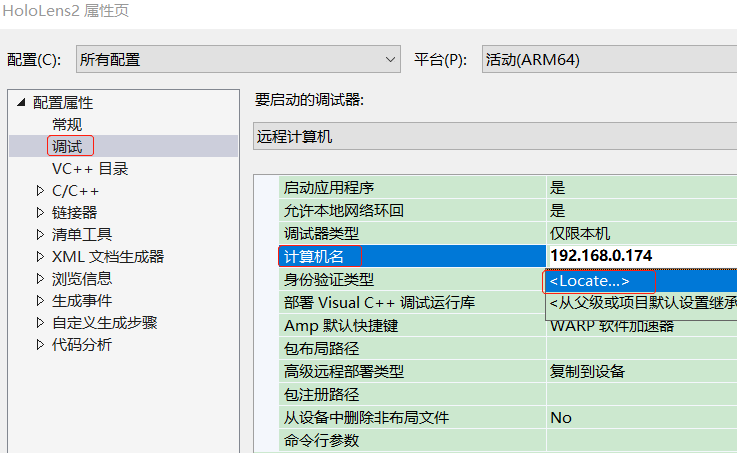 HoloLens2 属性页
配置(C): 所有配置 平台(P): 活动(ARM64)
配置属性
常规
调试
VC++ 目录
C/C++
链接器
清单工具
XML 文档生成器
浏览信息
生成事件
自定义生成步骤
代码分析
要启动的调试器:
远程计算机
启动应用程序 是
允许本地网络环回 是
调试器类型 仅限本机
计算机名 192.168.0.174
身份验证类型 <Locate...>
部署 Visual C++ 调试运行库 <从父级或项目默认设置继承
Amp 默认快捷键 WARP 软件加速器
包布局路径
高级远程部署类型 复制到设备
包注册路径
从设备中删除非布局文件 No
命令行参数